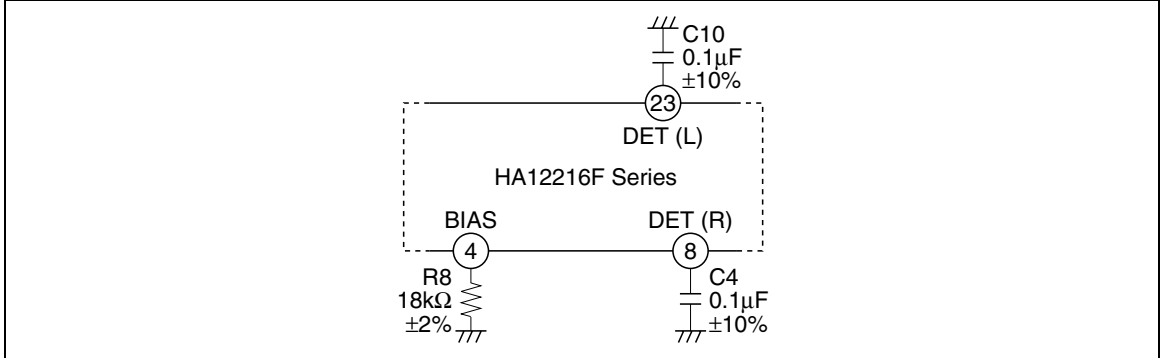 C10
0.1µF
±10%
23
DET (L)
HA12216F Series
BIAS
DET (R)
4
8
R8
18kΩ
±2%
C4
0.1µF
±10%